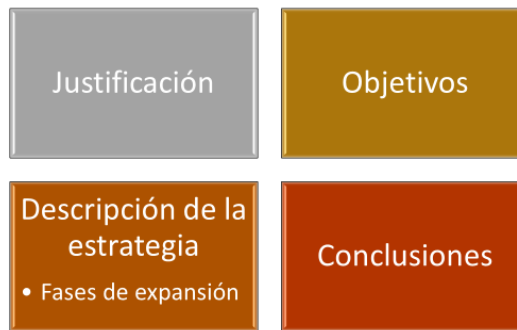 Justificación
Objetivos
Descripción de la
estrategia
• Fases de expansión
Conclusiones